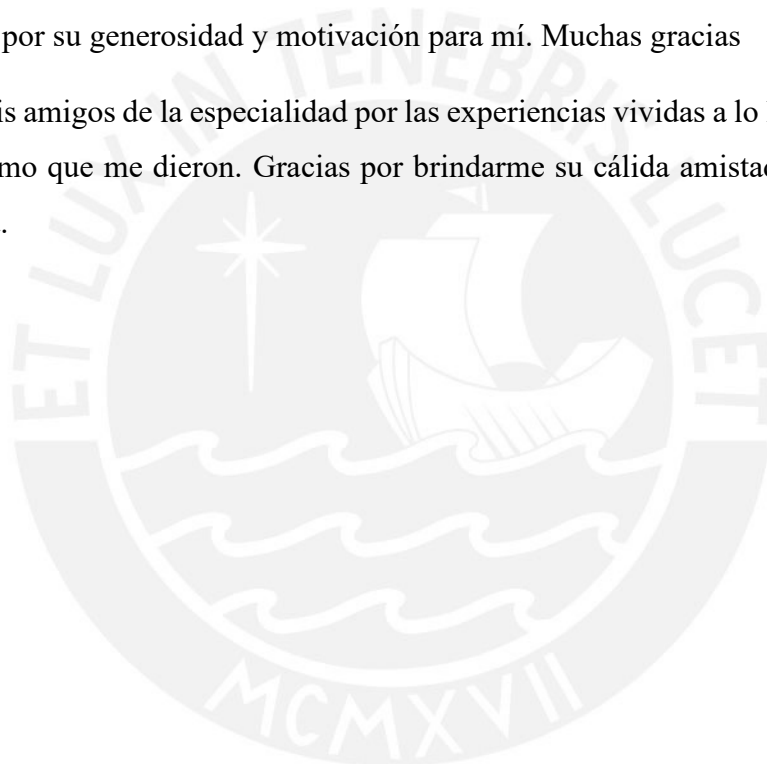 por su generosidad y motivación para mí. Muchas gracias
is amigos de la especialidad por las experiencias vividas a lo
mo que me dieron. Gracias por brindarme su cálida amistad
.
ET LUX IN TENEBRIS LUCET
MCMXVII